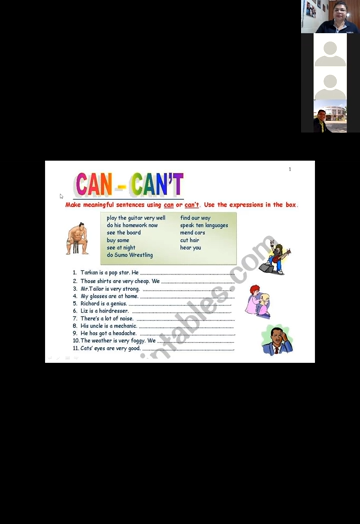 1
CAN – CAN'T
Make meaningful sentences using can or can't. Use the expressions in the box.
play the guitar very well
do his homework now
see the board
buy some
see at night
do Sumo Wrestling
find our way
speak ten languages
mend cars
cut hair
hear you
1. Tarkan is a pop star. He
2. Those shirts are very cheap. We
3. Mr.Tailor is very strong.
4. My glasses are at home.
5. Richard is a genius.
6. Liz is a hairdresser.
7. There's a lot of noise.
8. His uncle is a mechanic.
9. He has got a headache.
10. The weather is very foggy. We
11. Cats' eyes are very good.